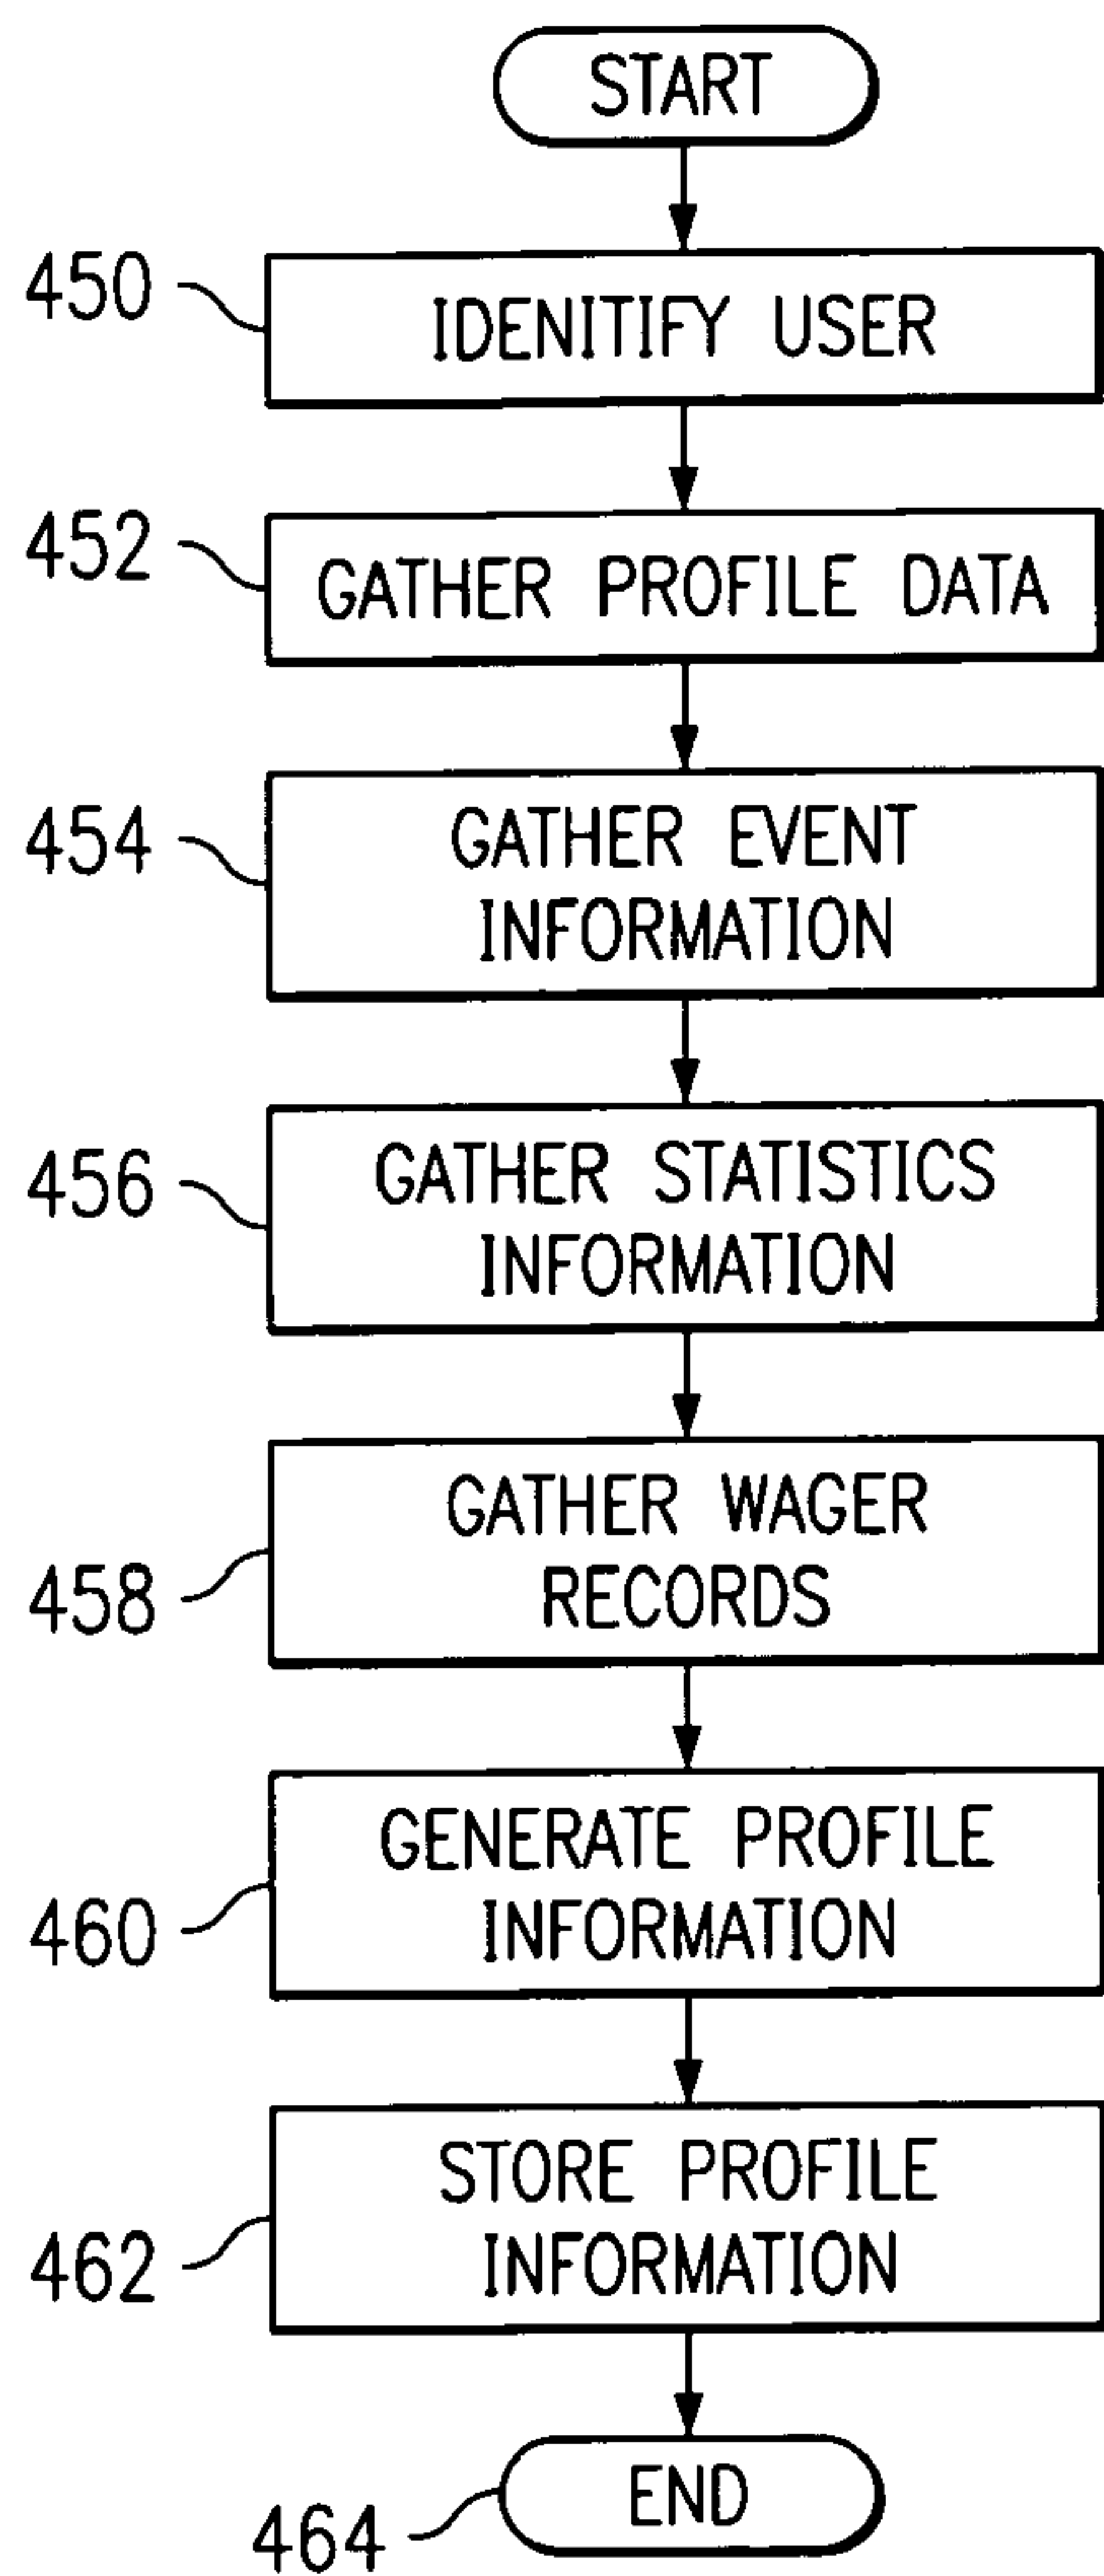 START
450
IDENITIFY USER
452
GATHER PROFILE DATA
454
GATHER EVENT
INFORMATION
456
GATHER STATISTICS
INFORMATION
458
GATHER WAGER
RECORDS
460
GENERATE PROFILE
INFORMATION
462
STORE PROFILE
INFORMATION
464
END